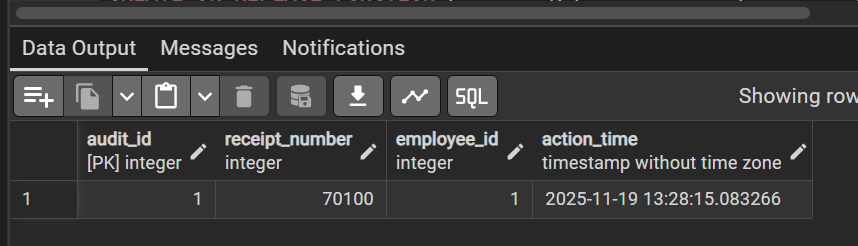 Data Output Messages Notifications
SQL
Showing row
audit_id receipt_number employee_id action_time
[PK] integer integer integer timestamp without time zone
1 1 70100 1 2025-11-19 13:28:15.083266